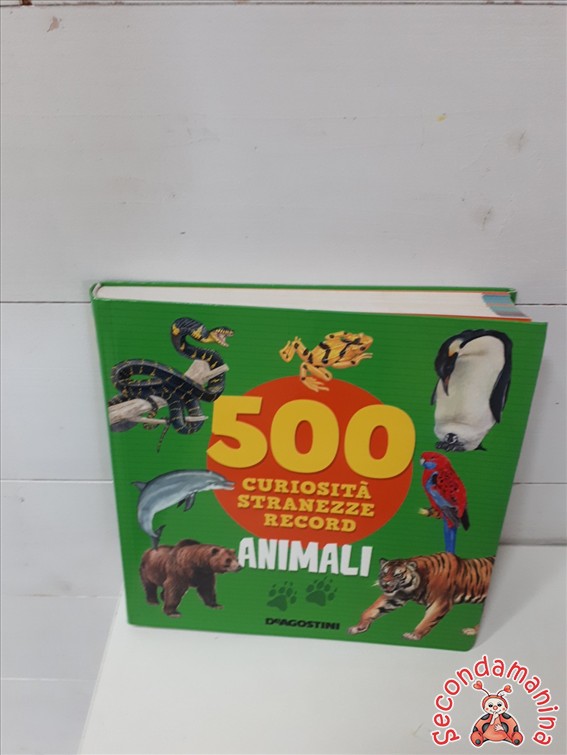 500
CURIOSITÀ
STRANEZZE
RECORD
ANIMALI
DEAGOSTINI
Secondamanina